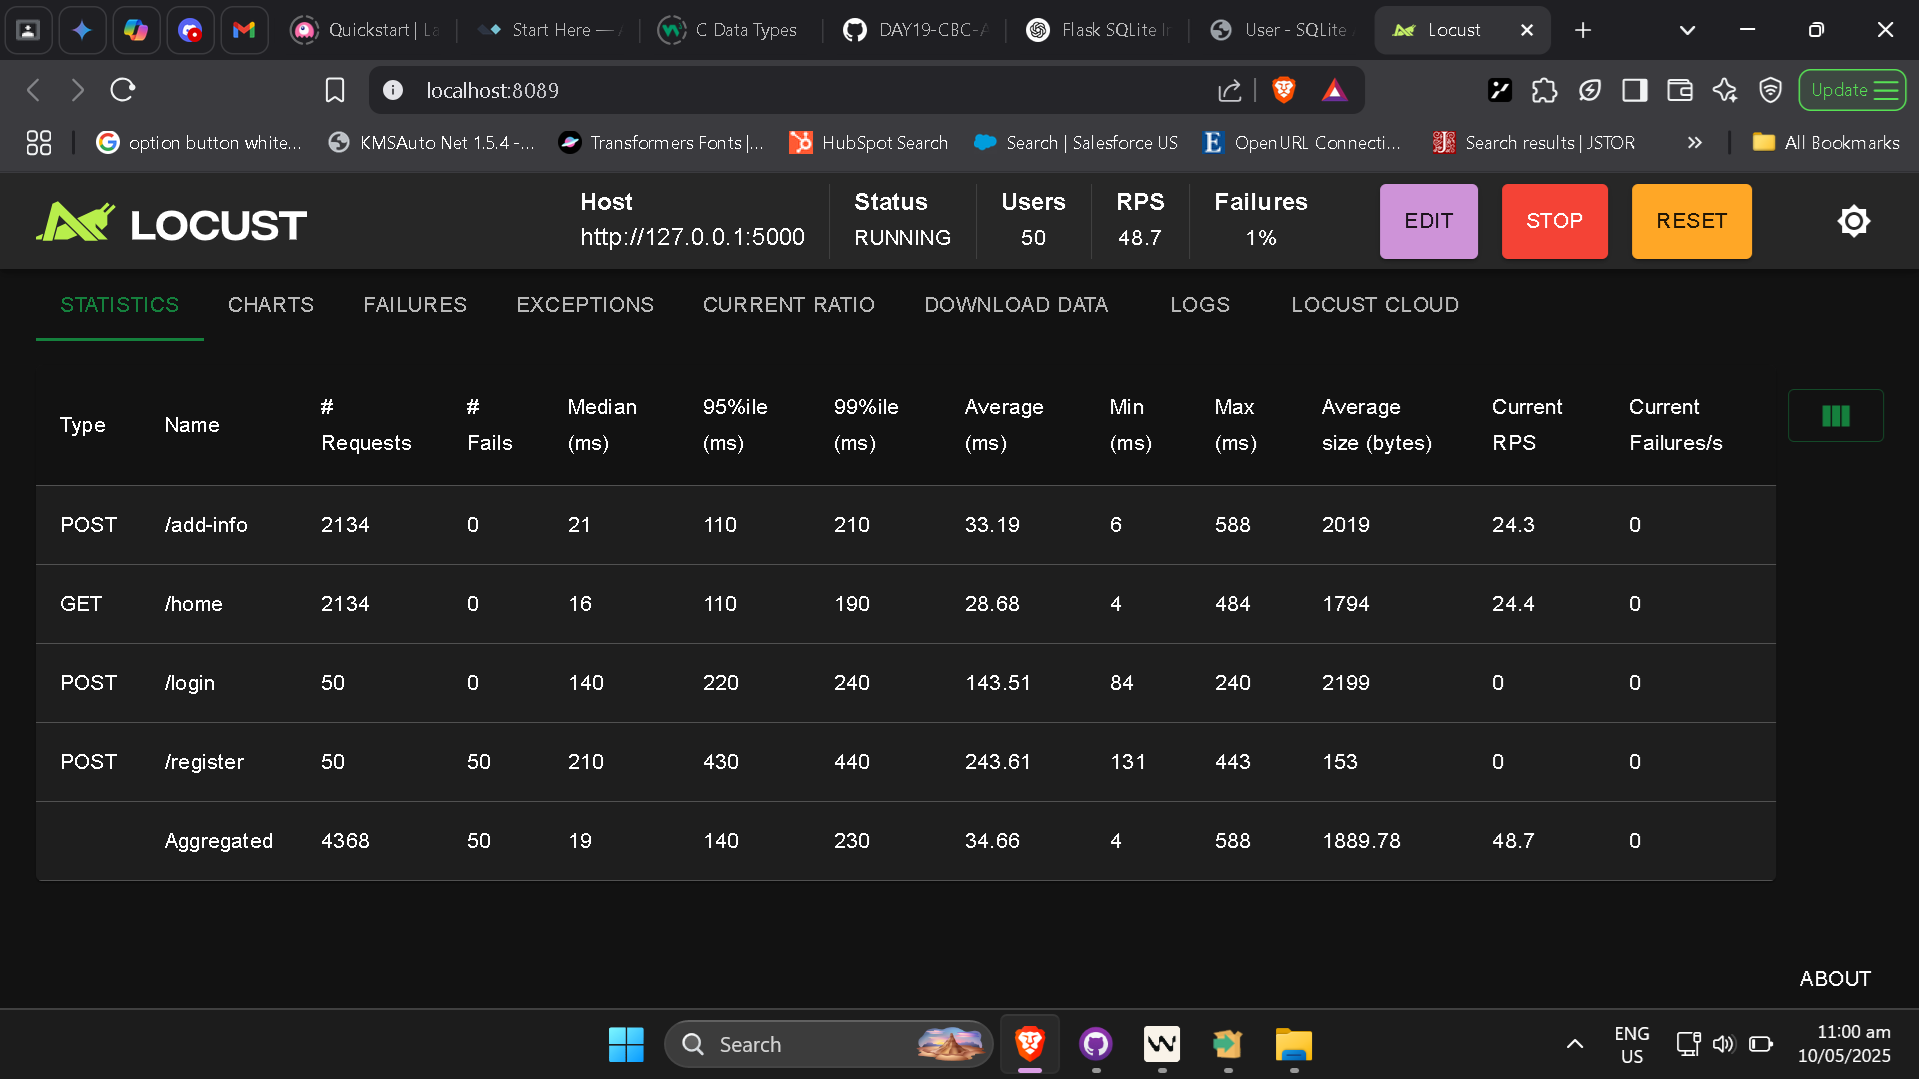 Quickstart | La
Start Here —
C Data Types
DAY19-CBC-A
Flask SQLite In
User - SQLite
Locust
localhost:8089
Update
option button white...
KMSAuto Net 1.5.4 -...
Transformers Fonts |...
HubSpot Search
Search | Salesforce US
OpenURL Connecti...
Search results | JSTOR
All Bookmarks
LOCUST
Host
http://127.0.0.1:5000
Status
RUNNING
Users
50
RPS
48.7
Failures
1%
EDIT
STOP
RESET
STATISTICS CHARTS FAILURES EXCEPTIONS CURRENT RATIO DOWNLOAD DATA LOGS LOCUST CLOUD
Type Name # Requests # Fails Median (ms) 95%ile (ms) 99%ile (ms) Average (ms) Min (ms) Max (ms) Average size (bytes) Current RPS Current Failures/s
POST /add-info 2134 0 21 110 210 33.19 6 588 2019 24.3 0
GET /home 2134 0 16 110 190 28.68 4 484 1794 24.4 0
POST /login 50 0 140 220 240 143.51 84 240 2199 0 0
POST /register 50 50 210 430 440 243.61 131 443 153 0 0
Aggregated 4368 50 19 140 230 34.66 4 588 1889.78 48.7 0
ABOUT
Search
ENG
US
11:00 am
10/05/2025